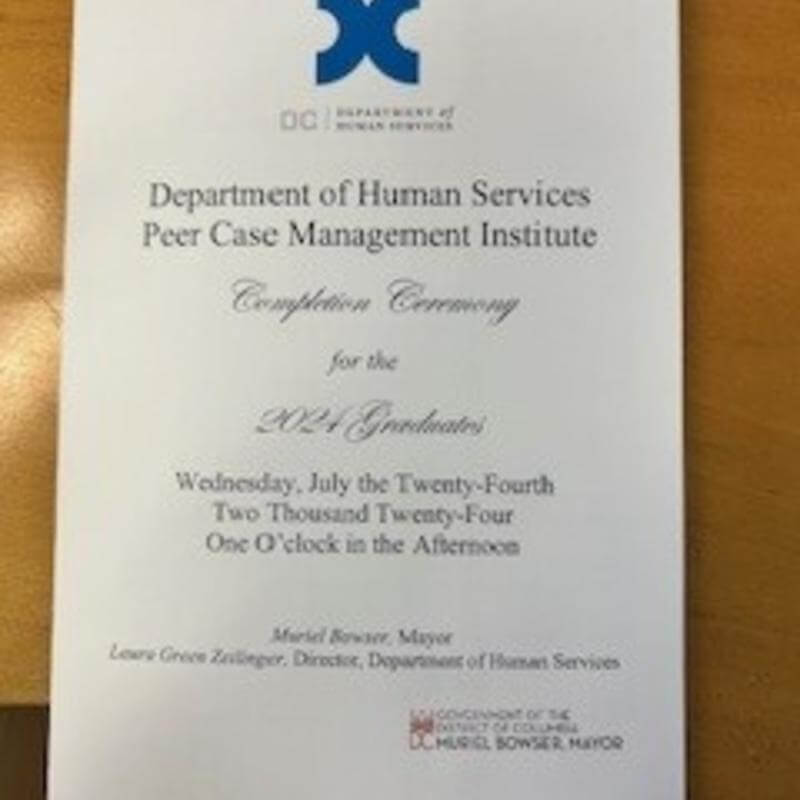 DC | DEPARTMENT of
HUMAN SERVICES
Department of Human Services
Peer Case Management Institute
Completion Ceremony
for the
2024 Graduates
Wednesday, July the Twenty-Fourth
Two Thousand Twenty-Four
One O'clock in the Afternoon
Muriel Bowser, Mayor
Laura Green Zeilinger, Director, Department of Human Services
GOVERNMENT OF THE
DISTRICT OF COLUMBIA
DC MURIEL BOWSER, MAYOR